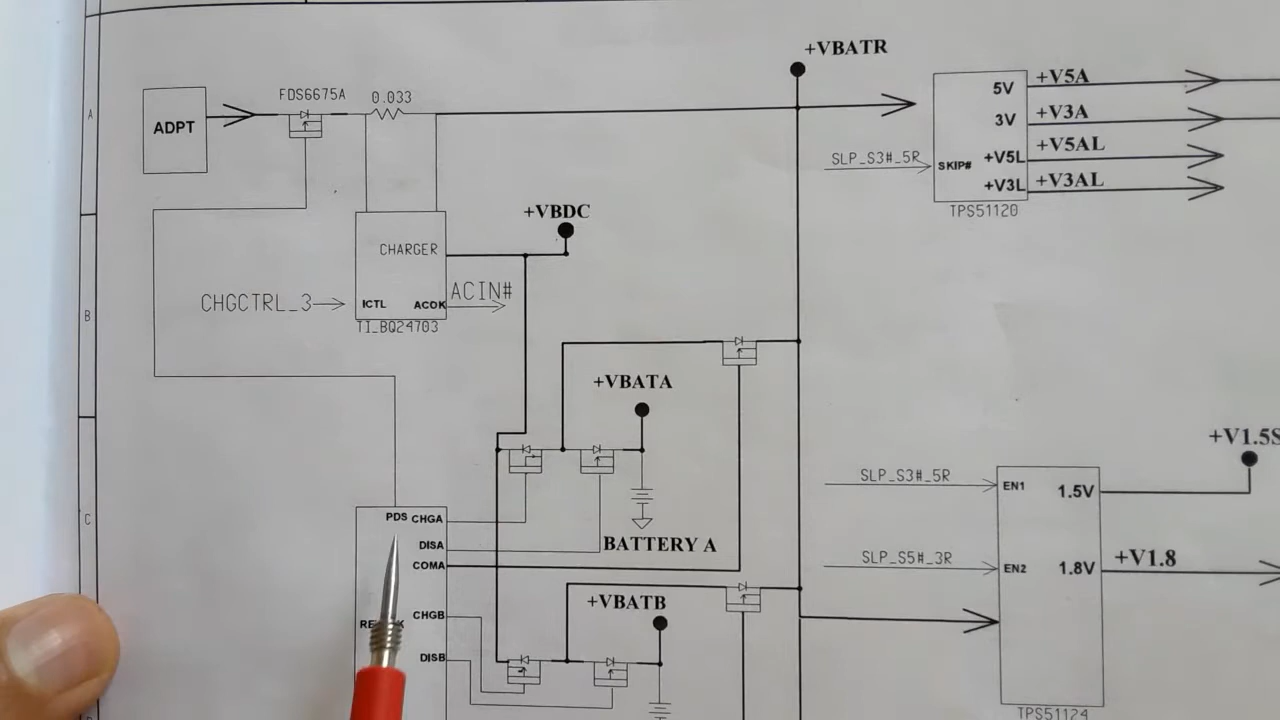 +VBATR
FDS6675A
0.033
ADPT
A
5V
+V5A
3V
+V3A
SLP_S3#_5R
SKIP#
+V5L
+V5AL
+V3L
+V3AL
TPS51120
+VBDC
CHARGER
CHGCTRL_3
ICTL
ACOK
ACIN#
TI_BQ24703
B
+VBATA
+V1.5S
SLP_S3#_5R
EN1
1.5V
PDS
CHGA
C
DISA
BATTERY A
COMA
SLP_S5#_3R
EN2
1.8V
+V1.8
+VBATB
CHGB
DISB
TPS51124